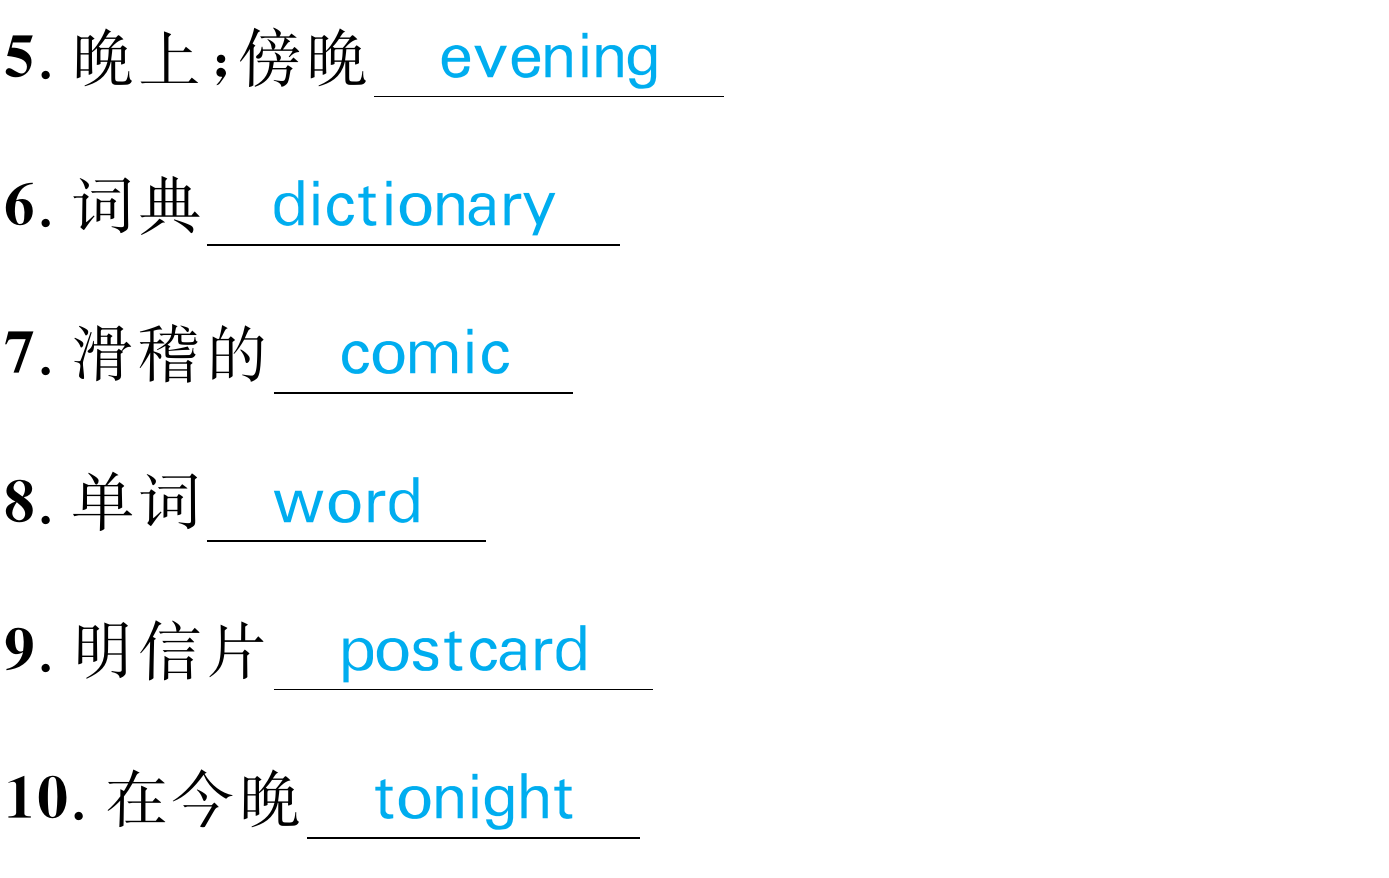 5. 晚上;傍晚 evening
6. 词典 dictionary
7. 滑稽的 comic
8. 单词 word
9. 明信片 postcard
10. 在今晚 tonight